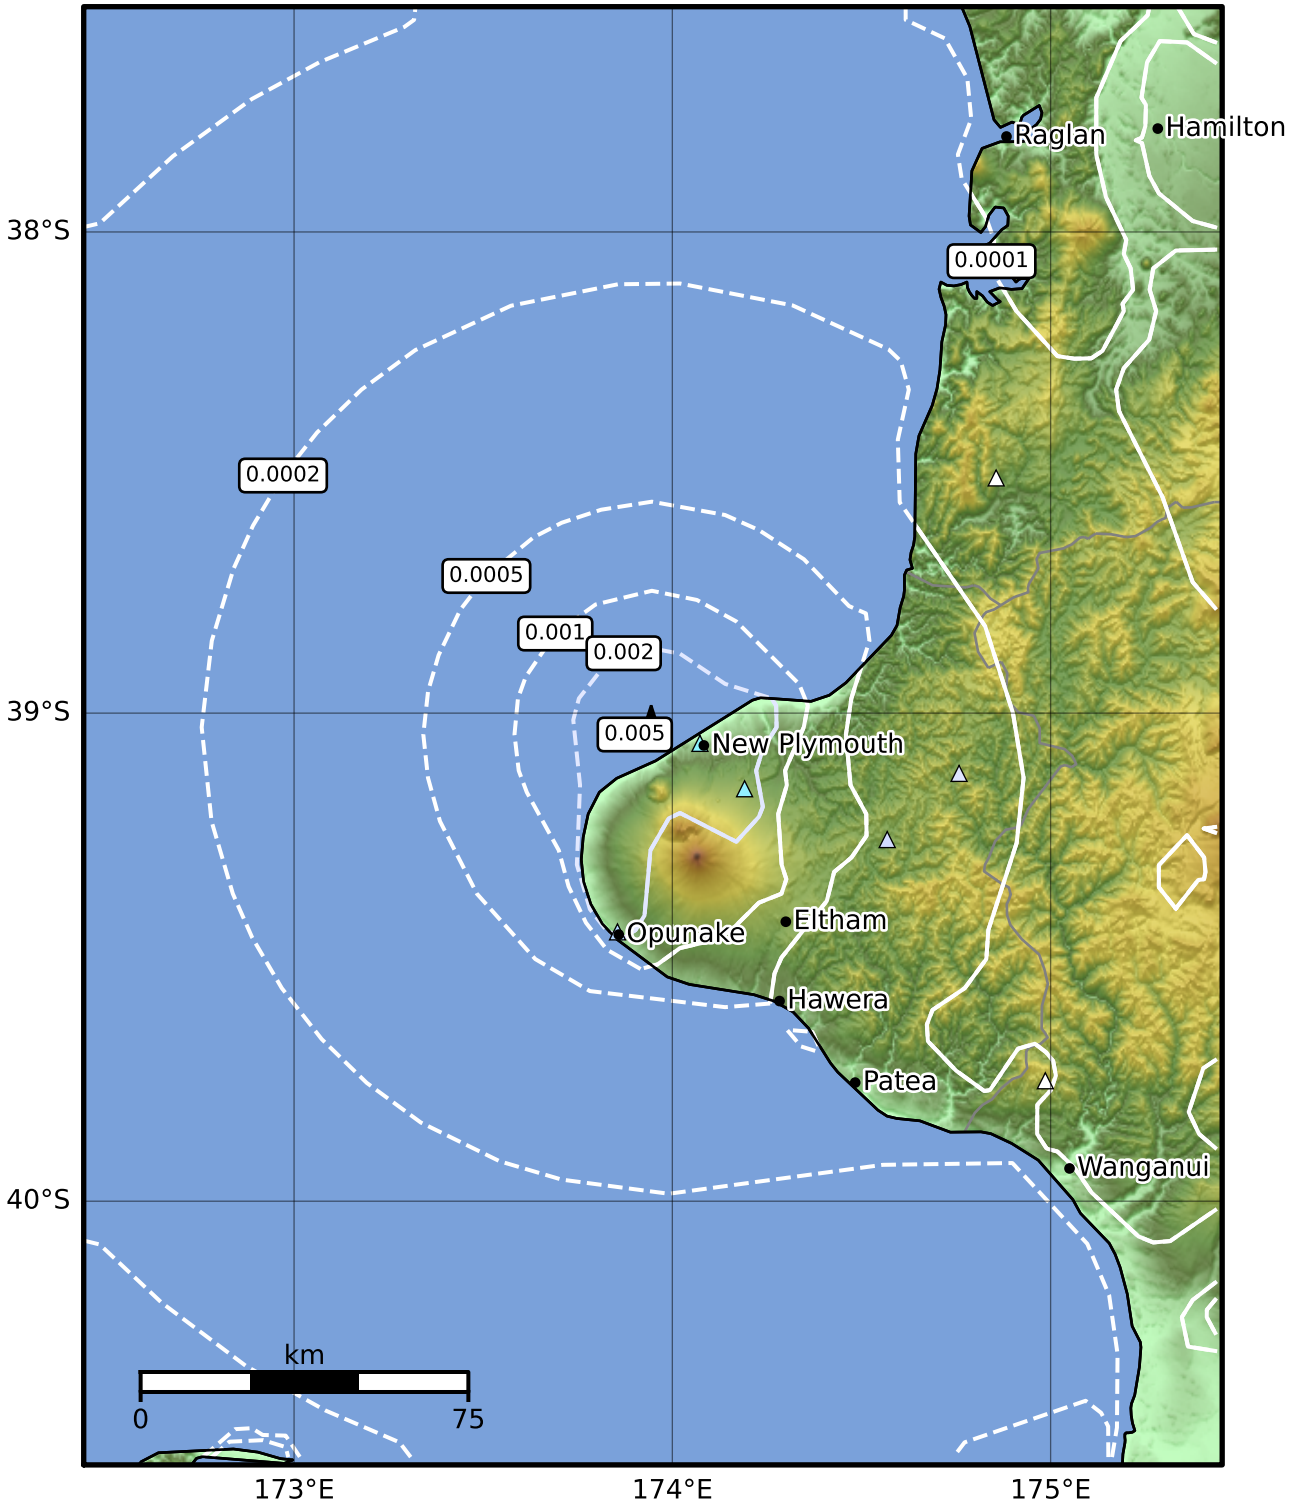 Hamilton
Raglan
38°S
0.0001
0.0002
0.0005
0.001
0.002
39°S
0.005
New Plymouth
Eltham
Opunake
Hawera
Patea
Wanganui
40°S
km
0 75
173°E 174°E 175°E